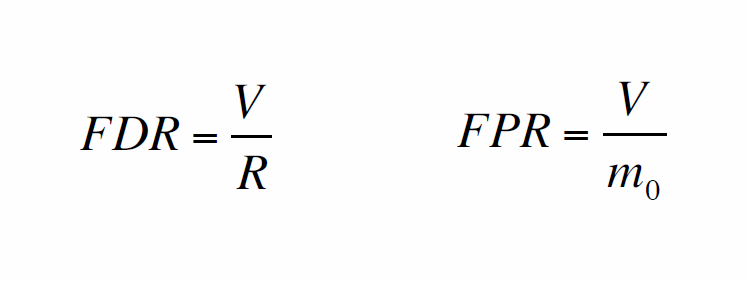 FDR = V/R
FPR = V/m₀